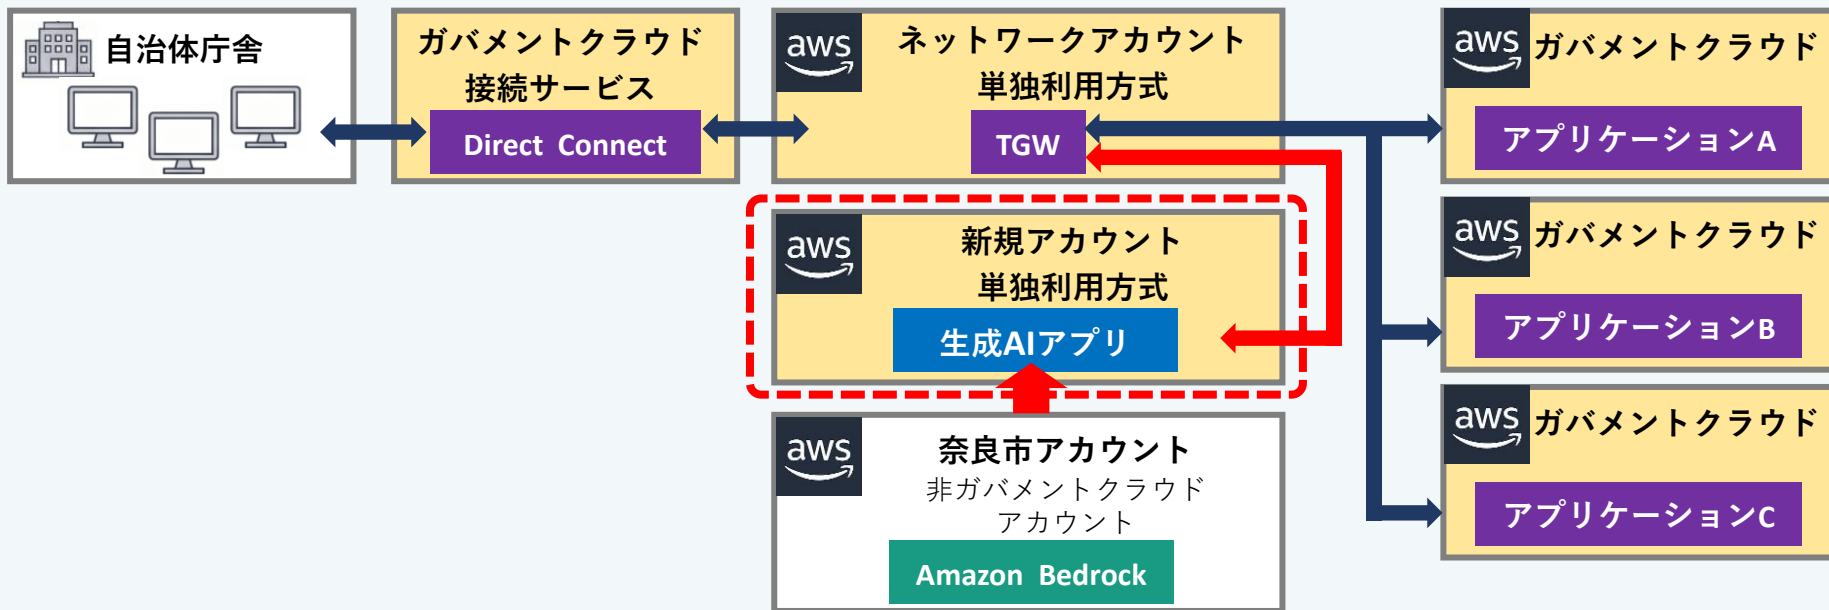 自治体庁舎
ガバメントクラウド
接続サービス
Direct Connect
aws
ネットワークアカウント
単独利用方式
TGW
aws
ガバメントクラウド
アプリケーションA
aws
新規アカウント
単独利用方式
生成AIアプリ
aws
ガバメントクラウド
アプリケーションB
aws
奈良市アカウント
非ガバメントクラウド
アカウント
Amazon Bedrock
aws
ガバメントクラウド
アプリケーションC